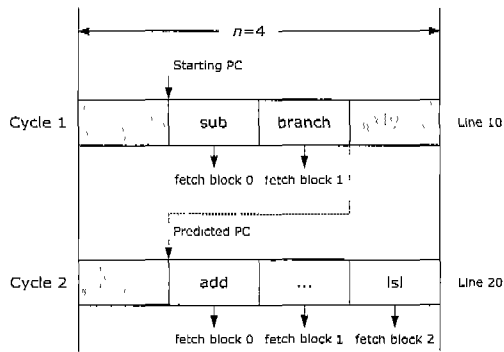 n=4
Starting PC
Cycle 1
sub
branch
Line 10
fetch block 0
fetch block 1
Predicted PC
Cycle 2
add
...
lsl
Line 20
fetch block 0
fetch block 1
fetch block 2